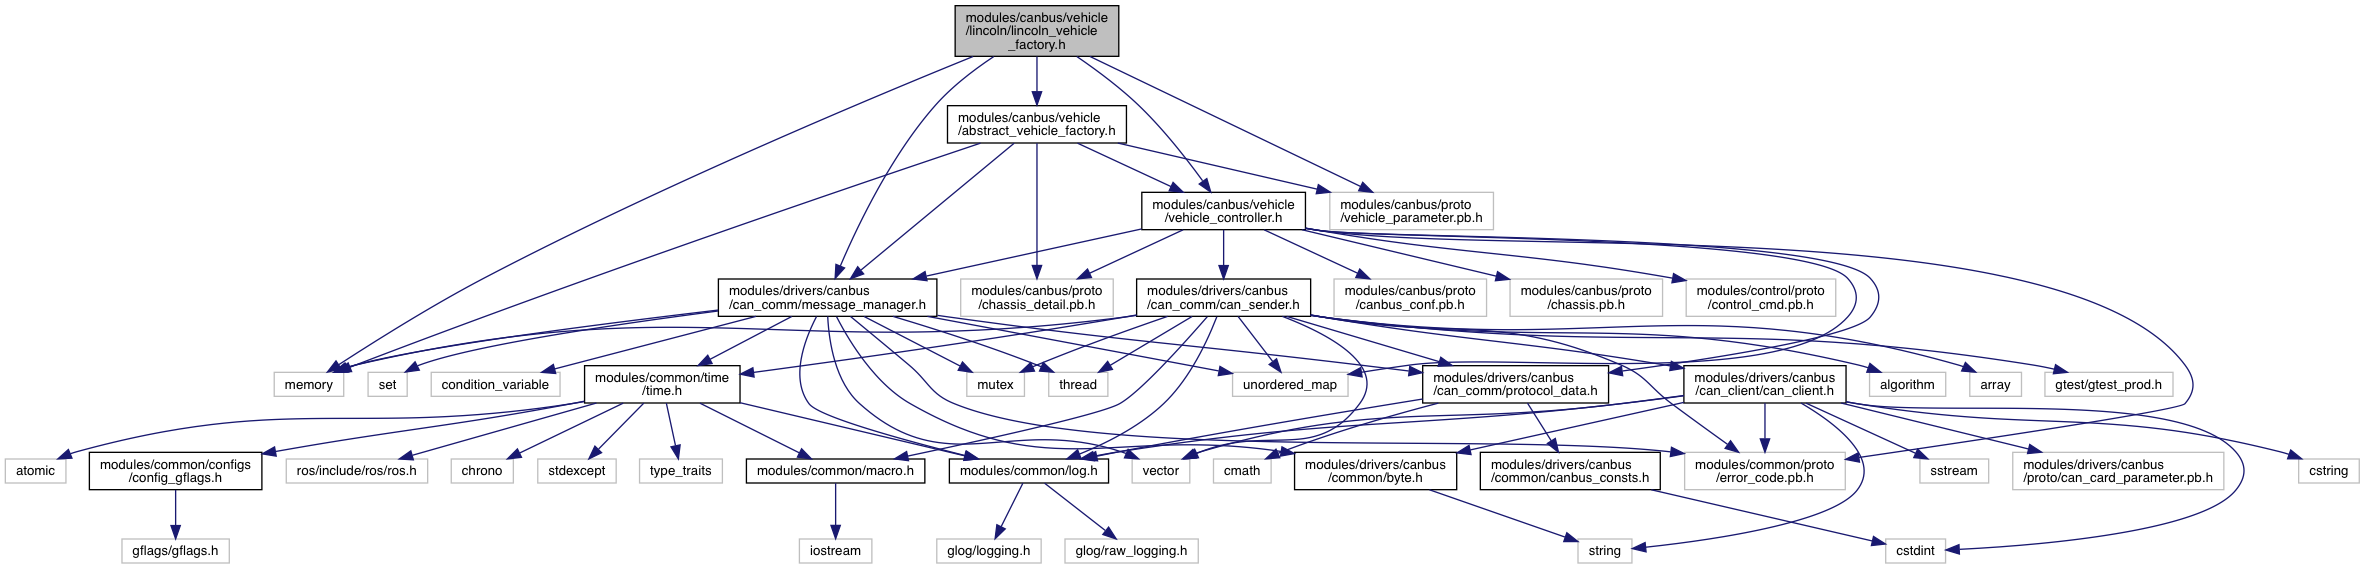 modules/canbus/vehicle
/lincoln/lincoln_vehicle
_factory.h
modules/canbus/vehicle
/abstract_vehicle_factory.h
modules/canbus/vehicle
/vehicle_controller.h
modules/canbus/proto
/vehicle_parameter.pb.h
modules/drivers/canbus
/can_comm/message_manager.h
modules/canbus/proto
/chassis_detail.pb.h
modules/drivers/canbus
/can_comm/can_sender.h
modules/canbus/proto
/canbus_conf.pb.h
modules/canbus/proto
/chassis.pb.h
modules/control/proto
/control_cmd.pb.h
memory
set
condition_variable
modules/common/time
/time.h
mutex
thread
unordered_map
modules/drivers/canbus
/can_comm/protocol_data.h
modules/drivers/canbus
/can_client/can_client.h
algorithm
array
gtest/gtest_prod.h
atomic
modules/common/configs
/config_gflags.h
ros/include/ros/ros.h
chrono
stdexcept
type_traits
modules/common/macro.h
modules/common/log.h
vector
cmath
modules/drivers/canbus
/common/byte.h
modules/drivers/canbus
/common/canbus_consts.h
modules/common/proto
/error_code.pb.h
sstream
modules/drivers/canbus
/proto/can_card_parameter.pb.h
cstring
gflags/gflags.h
iostream
glog/logging.h
glog/raw_logging.h
string
cstdint